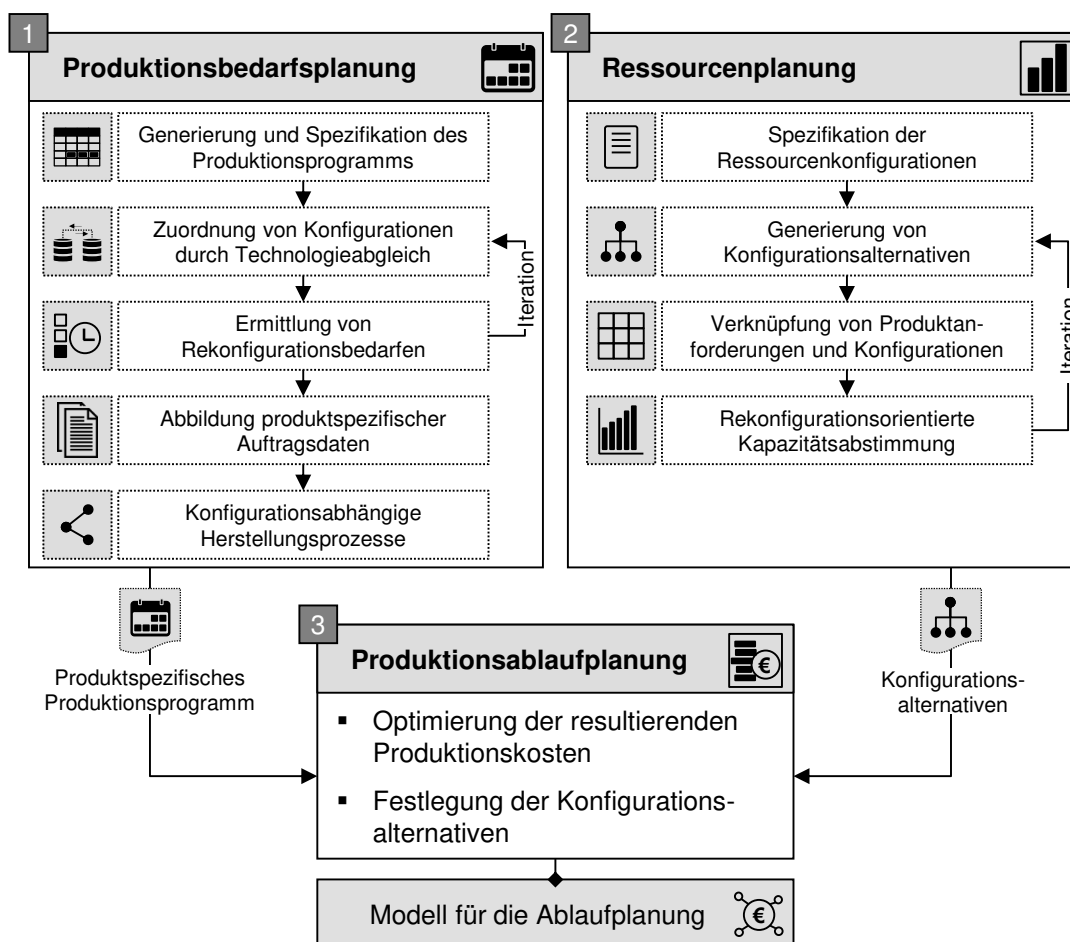 1
Produktionsbedarfsplanung
Generierung und Spezifikation des
Produktionsprogramms
Zuordnung von Konfigurationen
durch Technologieabgleich
Ermittlung von
Rekonfigurationsbedarfen
Iteration
Abbildung produktspezifischer
Auftragsdaten
Konfigurationsabhängige
Herstellungsprozesse
2
Ressourcenplanung
Spezifikation der
Ressourcenkonfigurationen
Generierung von
Konfigurationsalternativen
Verknüpfung von Produktan-
forderungen und Konfigurationen
Iteration
Rekonfigurationsorientierte
Kapazitätsabstimmung
Produktspezifisches
Produktionsprogramm
Konfigurations-
alternativen
3
Produktionsablaufplanung
€
▪ Optimierung der resultierenden
Produktionskosten
▪ Festlegung der Konfigurations-
alternativen
Modell für die Ablaufplanung
€